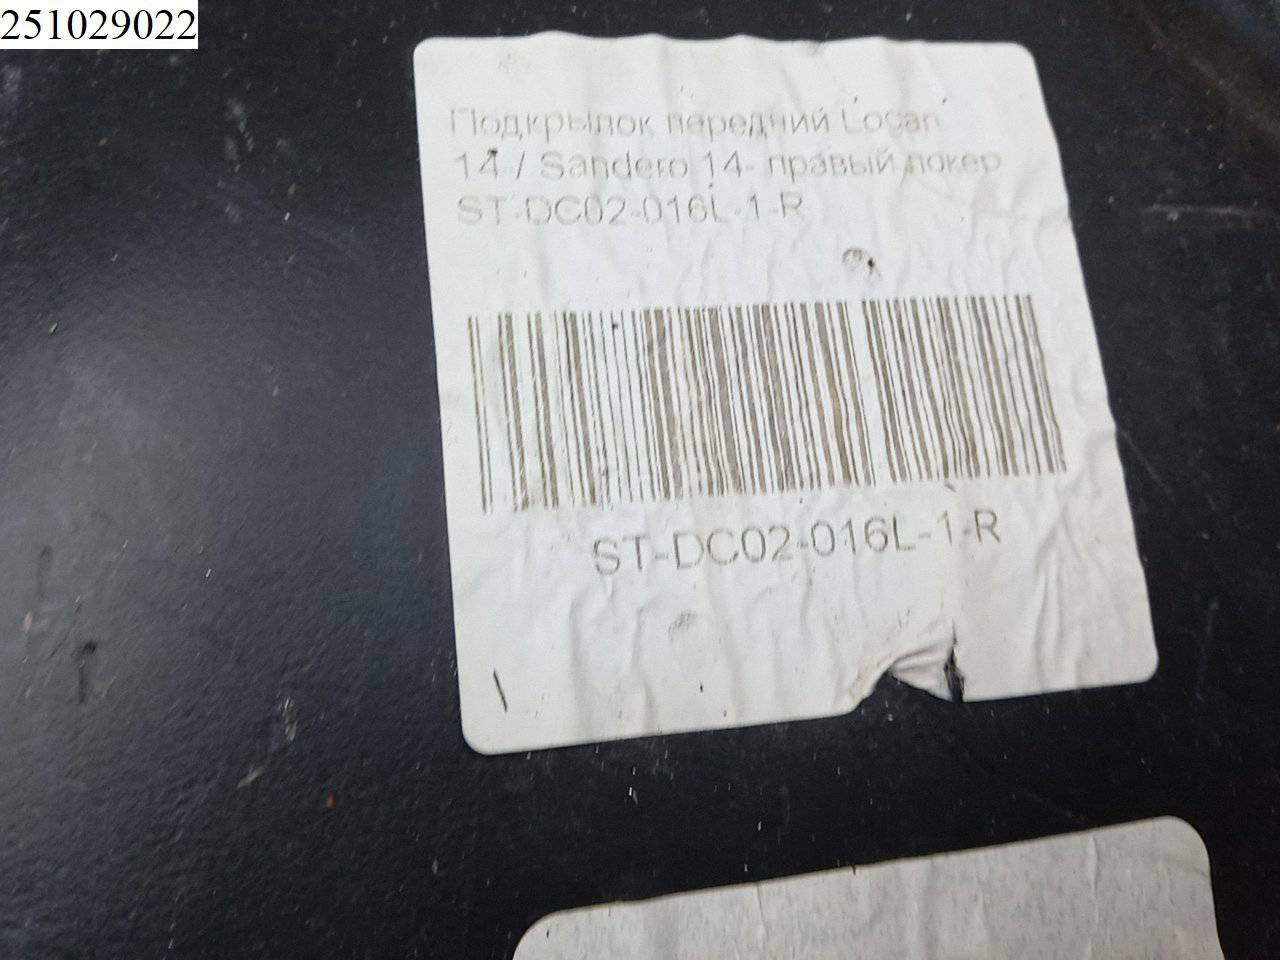 251029022
Подкрылок передний Logan
14-/ Sandero 14- правый локер
ST-DC02-016L-1-R
ST-DC02-016L-1-R